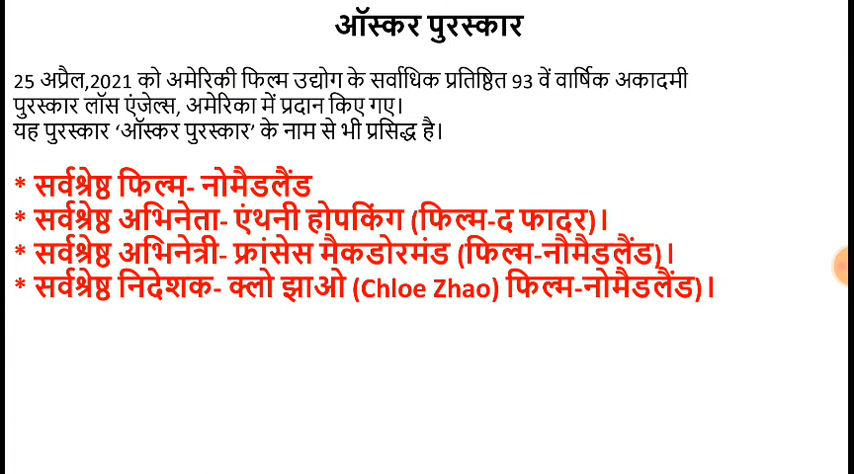 ऑस्कर पुरस्कार
25 अप्रैल,2021 को अमेरिकी फिल्म उद्योग के सर्वाधिक प्रतिष्ठित 93 वें वार्षिक अकादमी
पुरस्कार लॉस एंजेल्स, अमेरिका में प्रदान किए गए।
यह पुरस्कार ‘ऑस्कर पुरस्कार’ के नाम से भी प्रसिद्ध है।
* सर्वश्रेष्ठ फिल्म- नोमैडलैंड
* सर्वश्रेष्ठ अभिनेता- एंथनी होपकिंग (फिल्म-द फादर)।
* सर्वश्रेष्ठ अभिनेत्री- फ्रांसेस मैकडोरमंड (फिल्म-नौमैडलैंड)।
* सर्वश्रेष्ठ निदेशक- क्लो झाओ (Chloe Zhao) फिल्म-नोमैडलैंड)।